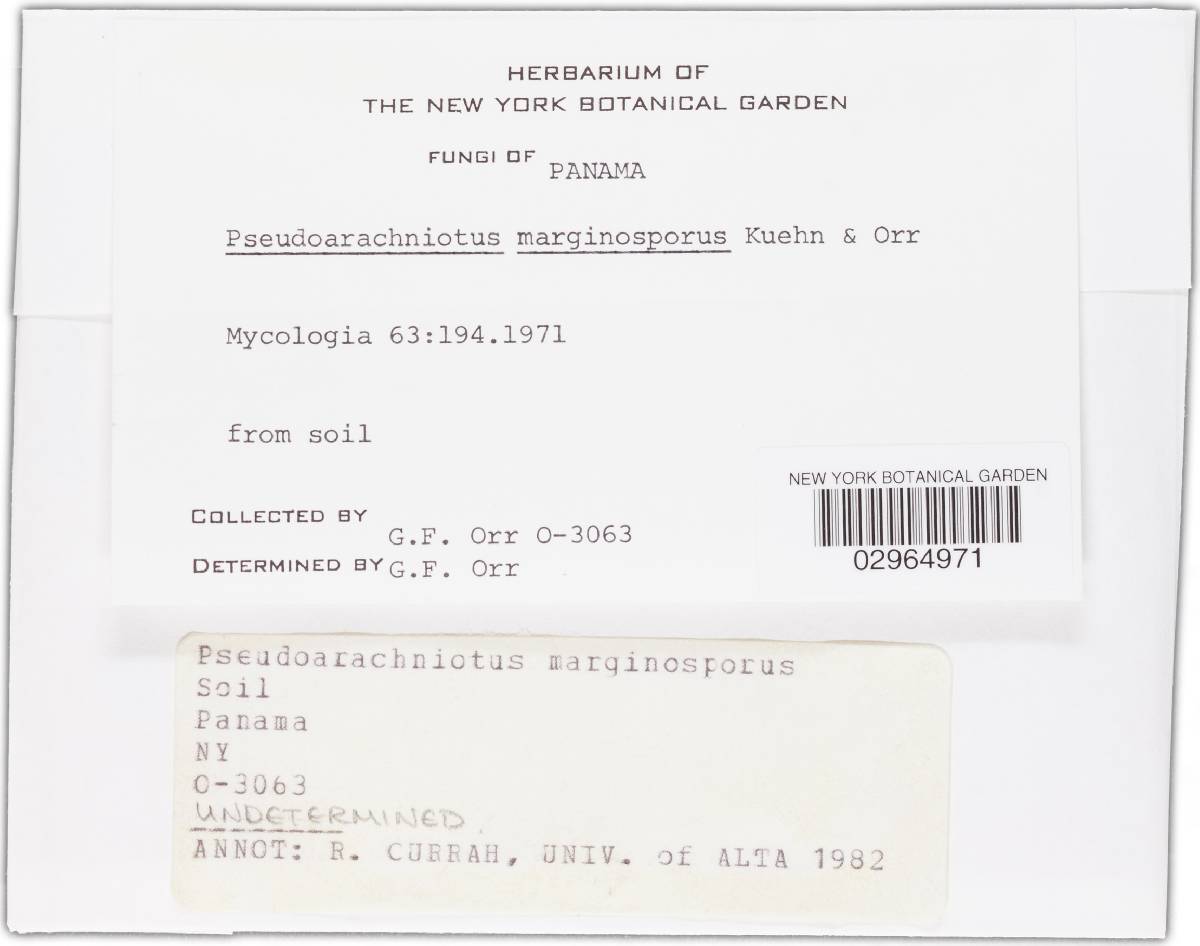 HERBARIUM OF
THE NEW YORK BOTANICAL GARDEN
FUNGI OF PANAMA
Pseudoarachniotus marginosporus Kuehn & Orr
Mycologia 63:194.1971
from soil
COLLECTED BY G.F. Orr O-3063
DETERMINED BY G.F. Orr
NEW YORK BOTANICAL GARDEN
02964971
Pseudoarachniotus marginosporus
Soil
Panama
NY
O-3063
UNDETERMINED.
ANNOT: R. CURRAH, UNIV. of ALTA 1982